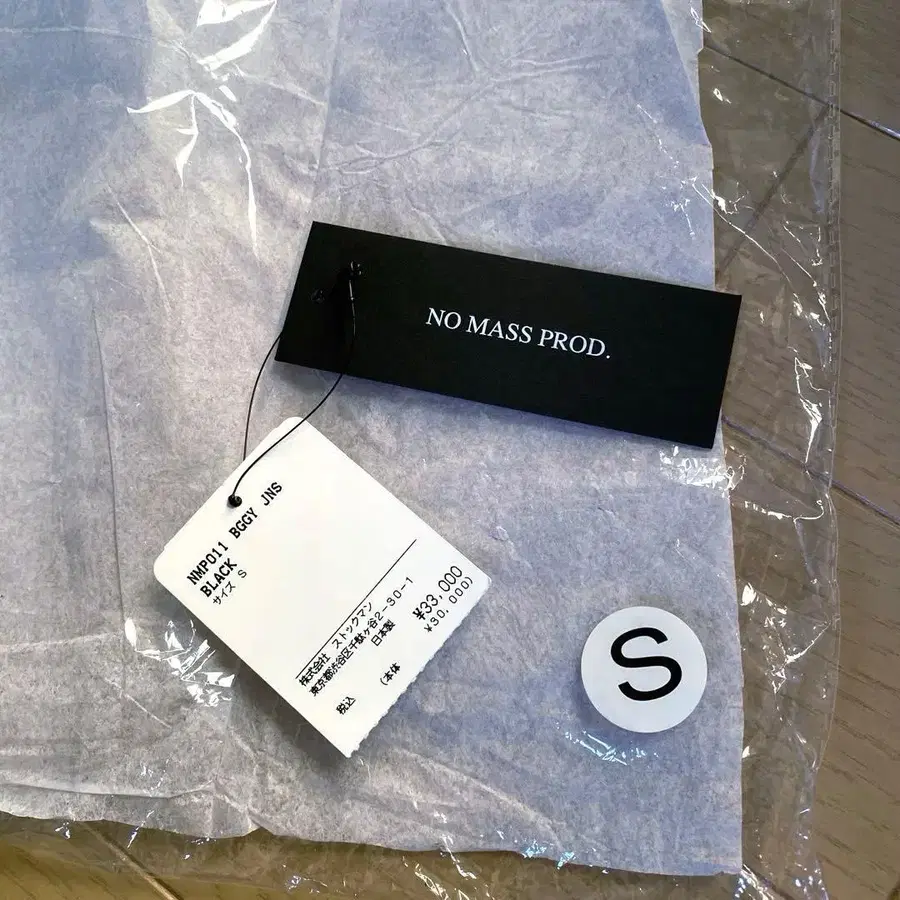 NO MASS PROD.
NMP011 BGGY JNS
BLACK
サイズ S
株式会社 ストックマン
東京都渋谷区千駄ヶ谷2-30-1
日本製
税込 ¥33,000
(本体 ¥30,000)
S